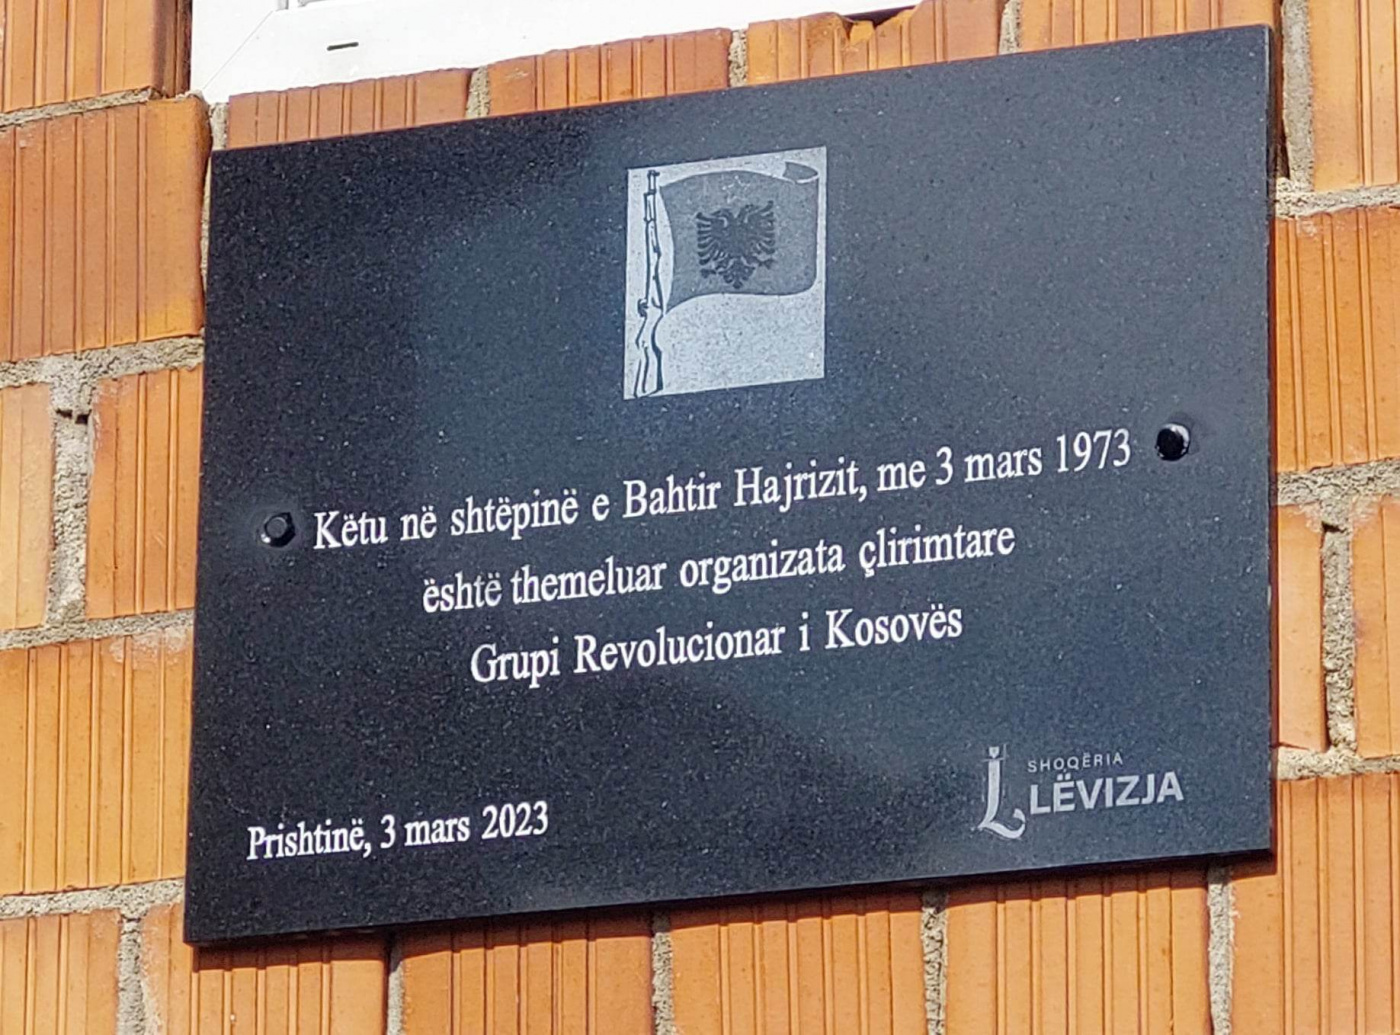 Këtu në shtëpinë e Bahtir Hajrizit, me 3 mars 1973
është themeluar organizata çlirimtare
Grupi Revolucionar i Kosovës
Prishtinë, 3 mars 2023
SHOQËRIA
LËVIZJA